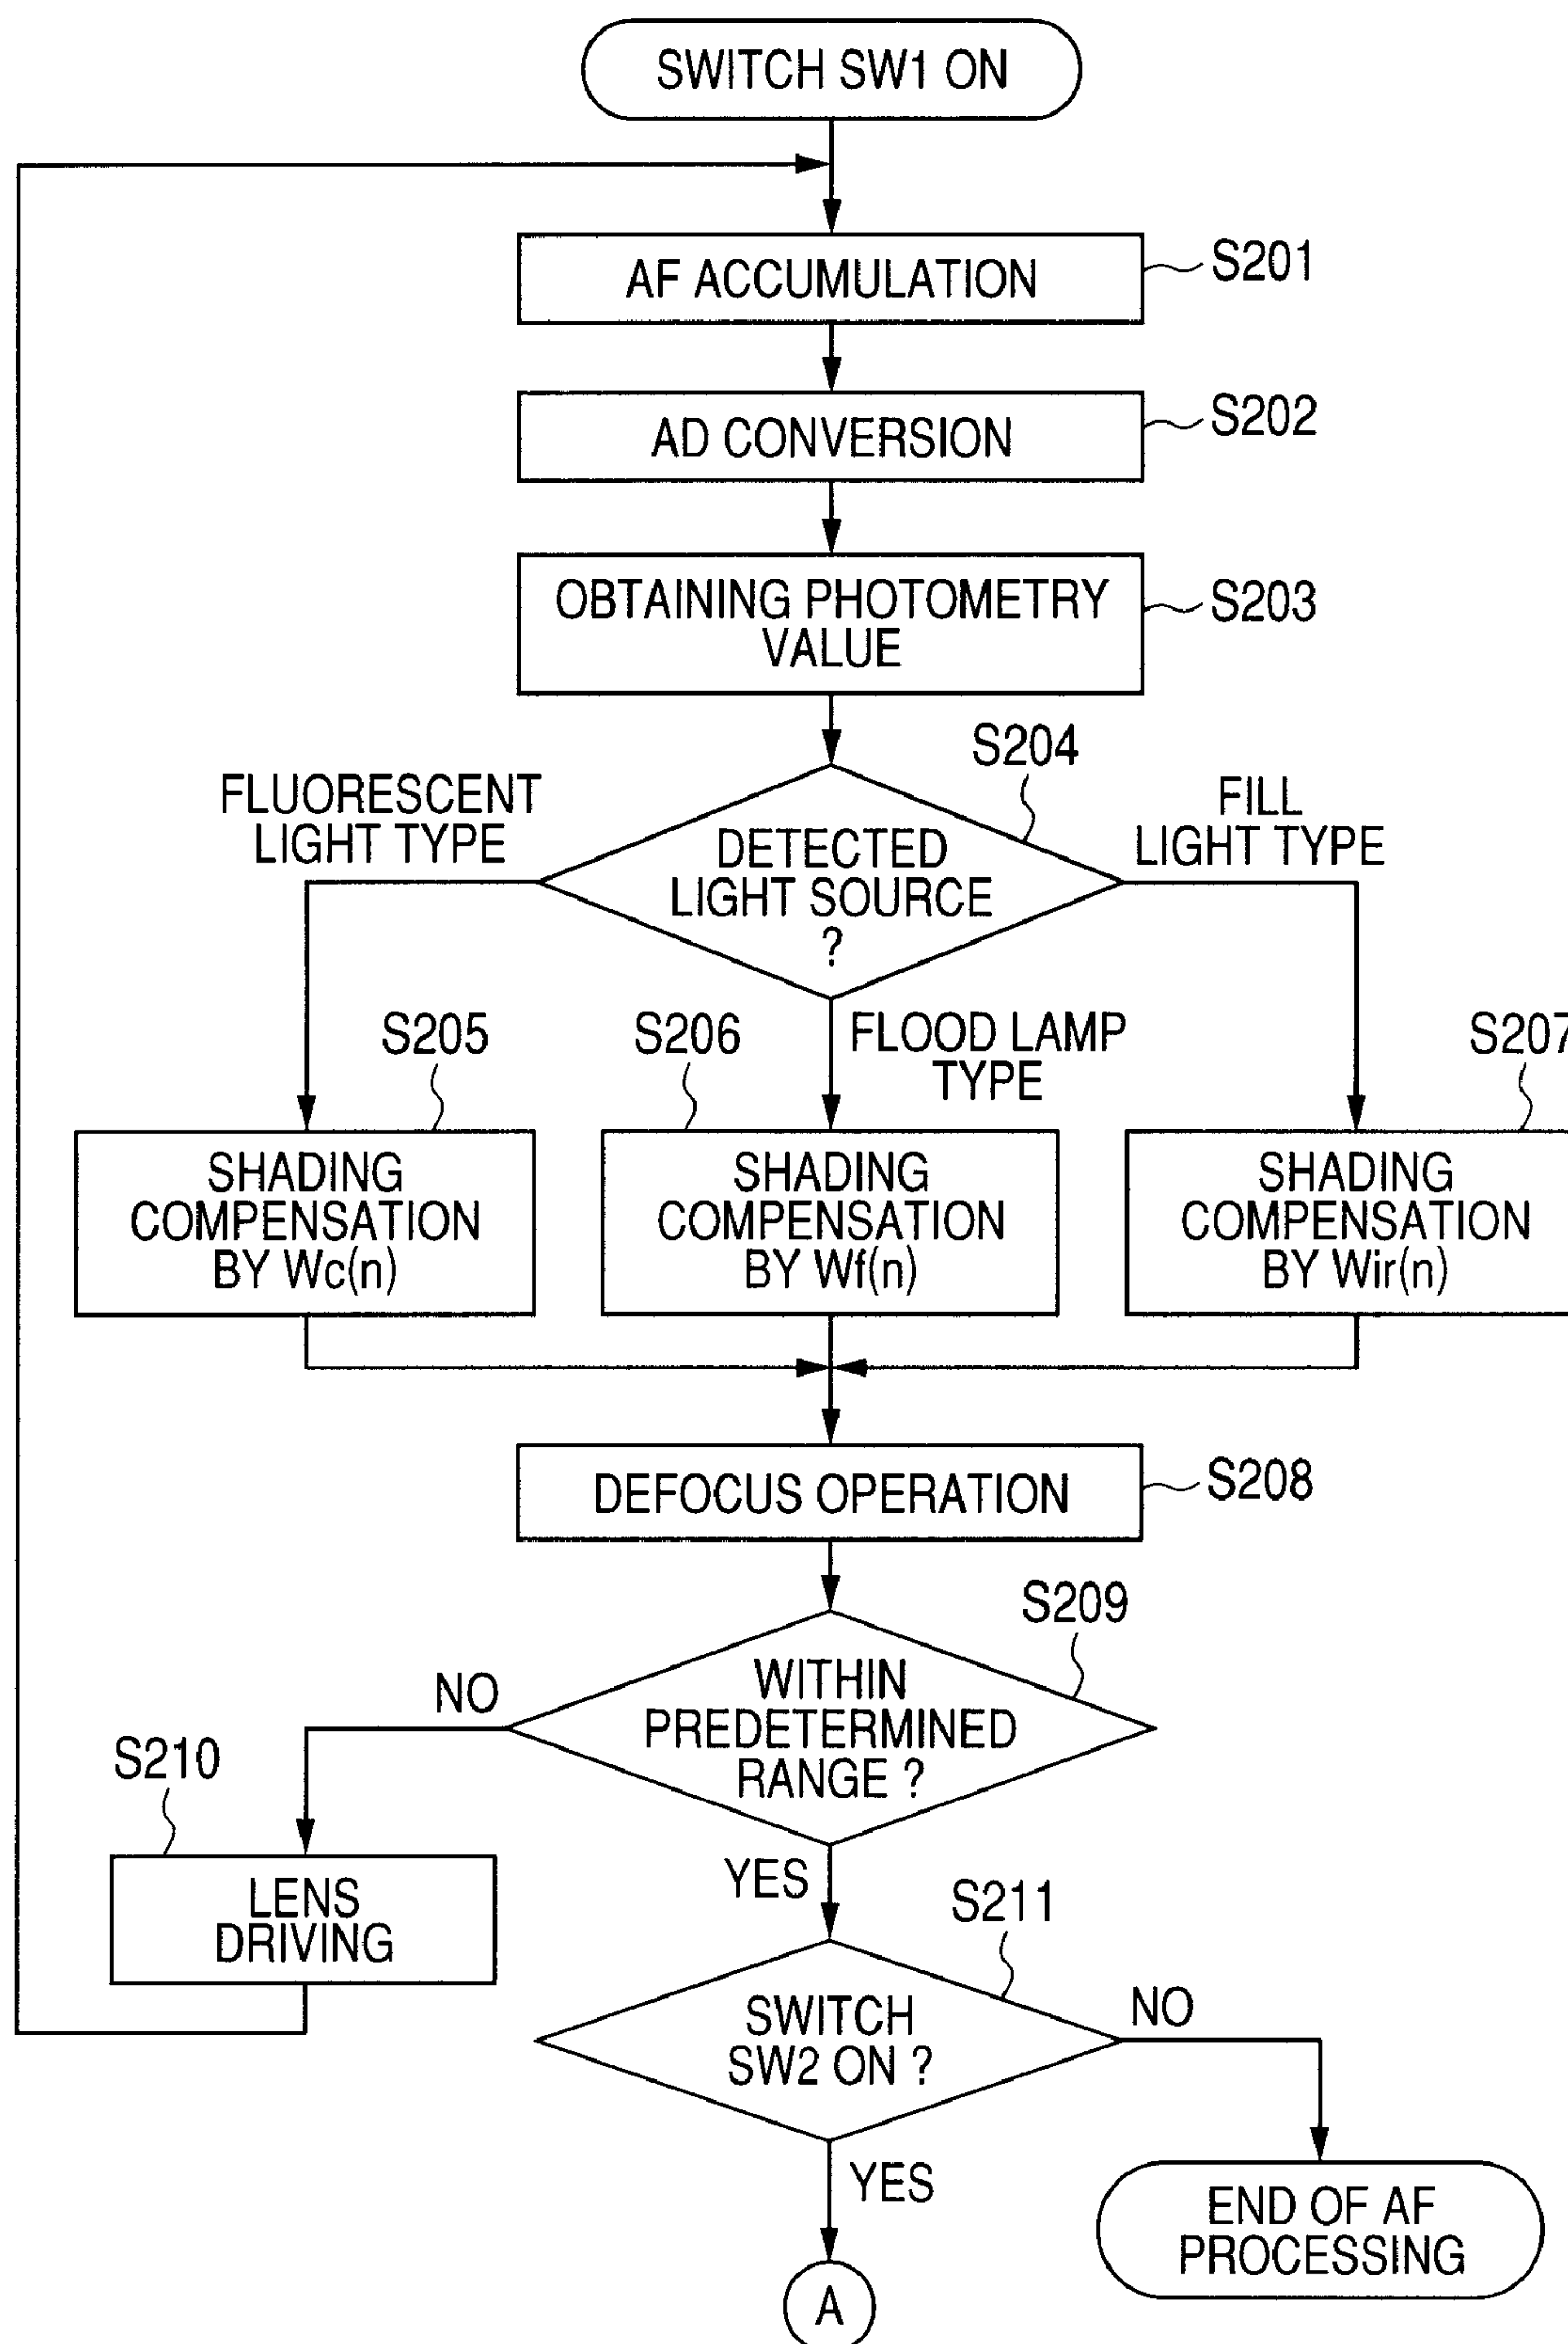 SWITCH SW1 ON
AF ACCUMULATION
S201
AD CONVERSION
S202
OBTAINING PHOTOMETRY
VALUE
S203
S204
FLUORESCENT
LIGHT TYPE
DETECTED
LIGHT SOURCE
?
FILL
LIGHT TYPE
FLOOD LAMP
TYPE
S205
SHADING
COMPENSATION
BY Wc(n)
S206
SHADING
COMPENSATION
BY Wf(n)
S207
SHADING
COMPENSATION
BY Wir(n)
DEFOCUS OPERATION
S208
S209
WITHIN
PREDETERMINED
RANGE ?
NO
S210
LENS
DRIVING
YES
S211
SWITCH
SW2 ON ?
NO
END OF AF
PROCESSING
YES
A